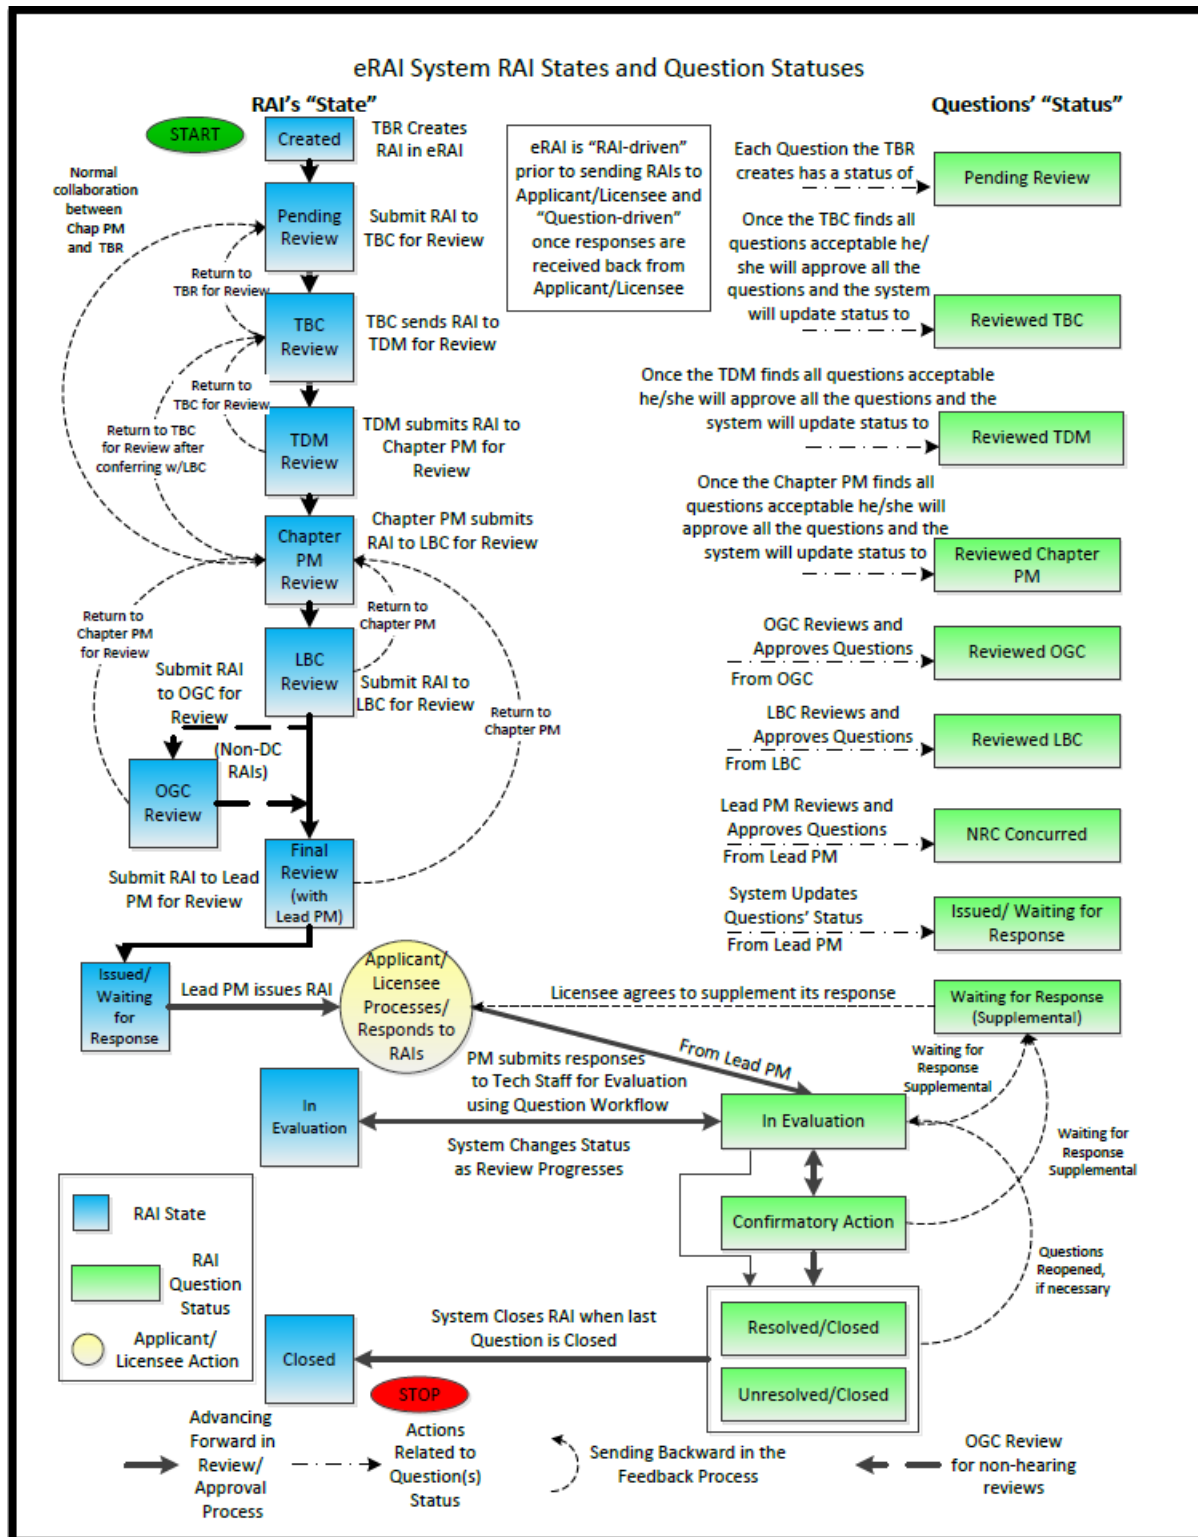 eRAI System RAI States and Question Statuses
RAI's "State"
Questions' "Status"
START
Created
TBR Creates
RAI in eRAI
eRAI is "RAI-driven"
prior to sending RAIs to
Applicant/Licensee and
"Question-driven"
once responses are
received back from
Applicant/Licensee
Each Question the TBR
creates has a status of
Pending Review
Normal
collaboration
between
Chap PM
and TBR
Pending
Review
Submit RAI to
TBC for Review
Return to
TBR for Review
Once the TBC finds all
questions acceptable he/
she will approve all the
questions and the system
will update status to
Reviewed TBC
TBC
Review
TBC sends RAI to
TDM for Review
Return to
TBC for Review
Once the TDM finds all questions acceptable
he/she will approve all the questions and the
system will update status to
Reviewed TDM
Return to TBC
for Review after
conferring w/LBC
TDM
Review
TDM submits RAI to
Chapter PM for
Review
Once the Chapter PM finds all
questions acceptable he/she will
approve all the questions and the
system will update status to
Reviewed Chapter
PM
Chapter
PM
Review
Chapter PM submits
RAI to LBC for Review
Return to
Chapter PM
for Review
Return to
Chapter PM
LBC
Review
Submit RAI to
LBC for Review
Return to
Chapter PM
OGC Reviews and
Approves Questions
From OGC
Reviewed OGC
Submit RAI
to OGC for
Review
(Non-DC
RAIs)
LBC Reviews and
Approves Questions
From LBC
Reviewed LBC
OGC
Review
Lead PM Reviews and
Approves Questions
From Lead PM
NRC Concurred
Submit RAI to Lead
PM for Review
Final
Review
(with
Lead PM)
System Updates
Questions' Status
From Lead PM
Issued/ Waiting for
Response
Issued/
Waiting
for
Response
Lead PM issues RAI
Applicant/
Licensee
Processes/
Responds to
RAIs
Licensee agrees to supplement its response
Waiting for Response
(Supplemental)
From Lead PM
Waiting for
Response
Supplemental
PM submits responses
to Tech Staff for Evaluation
using Question Workflow
In
Evaluation
In Evaluation
System Changes Status
as Review Progresses
Waiting for
Response
Supplemental
Confirmatory Action
Questions
Reopened,
if necessary
RAI State
RAI
Question
Status
Applicant/
Licensee Action
System Closes RAI when last
Question is Closed
Closed
Resolved/Closed
Unresolved/Closed
STOP
Advancing
Forward in
Review/
Approval
Process
Actions
Related to
Question(s)
Status
Sending Backward in the
Feedback Process
OGC Review
for non-hearing
reviews